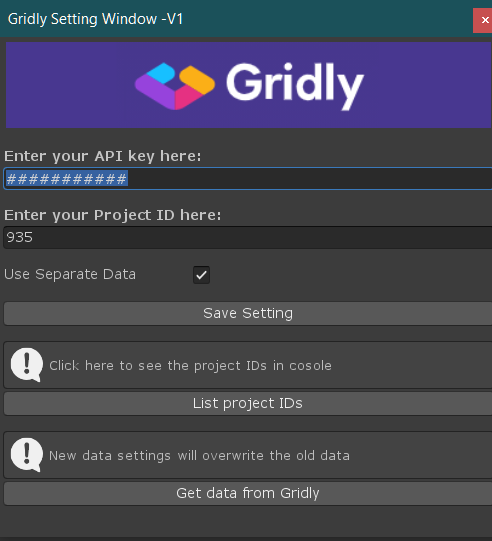 Gridly Setting Window -V1
Gridly
Enter your API key here:
###########
Enter your Project ID here:
935
Use Separate Data
Save Setting
Click here to see the project IDs in cosole
List project IDs
New data settings will overwrite the old data
Get data from Gridly